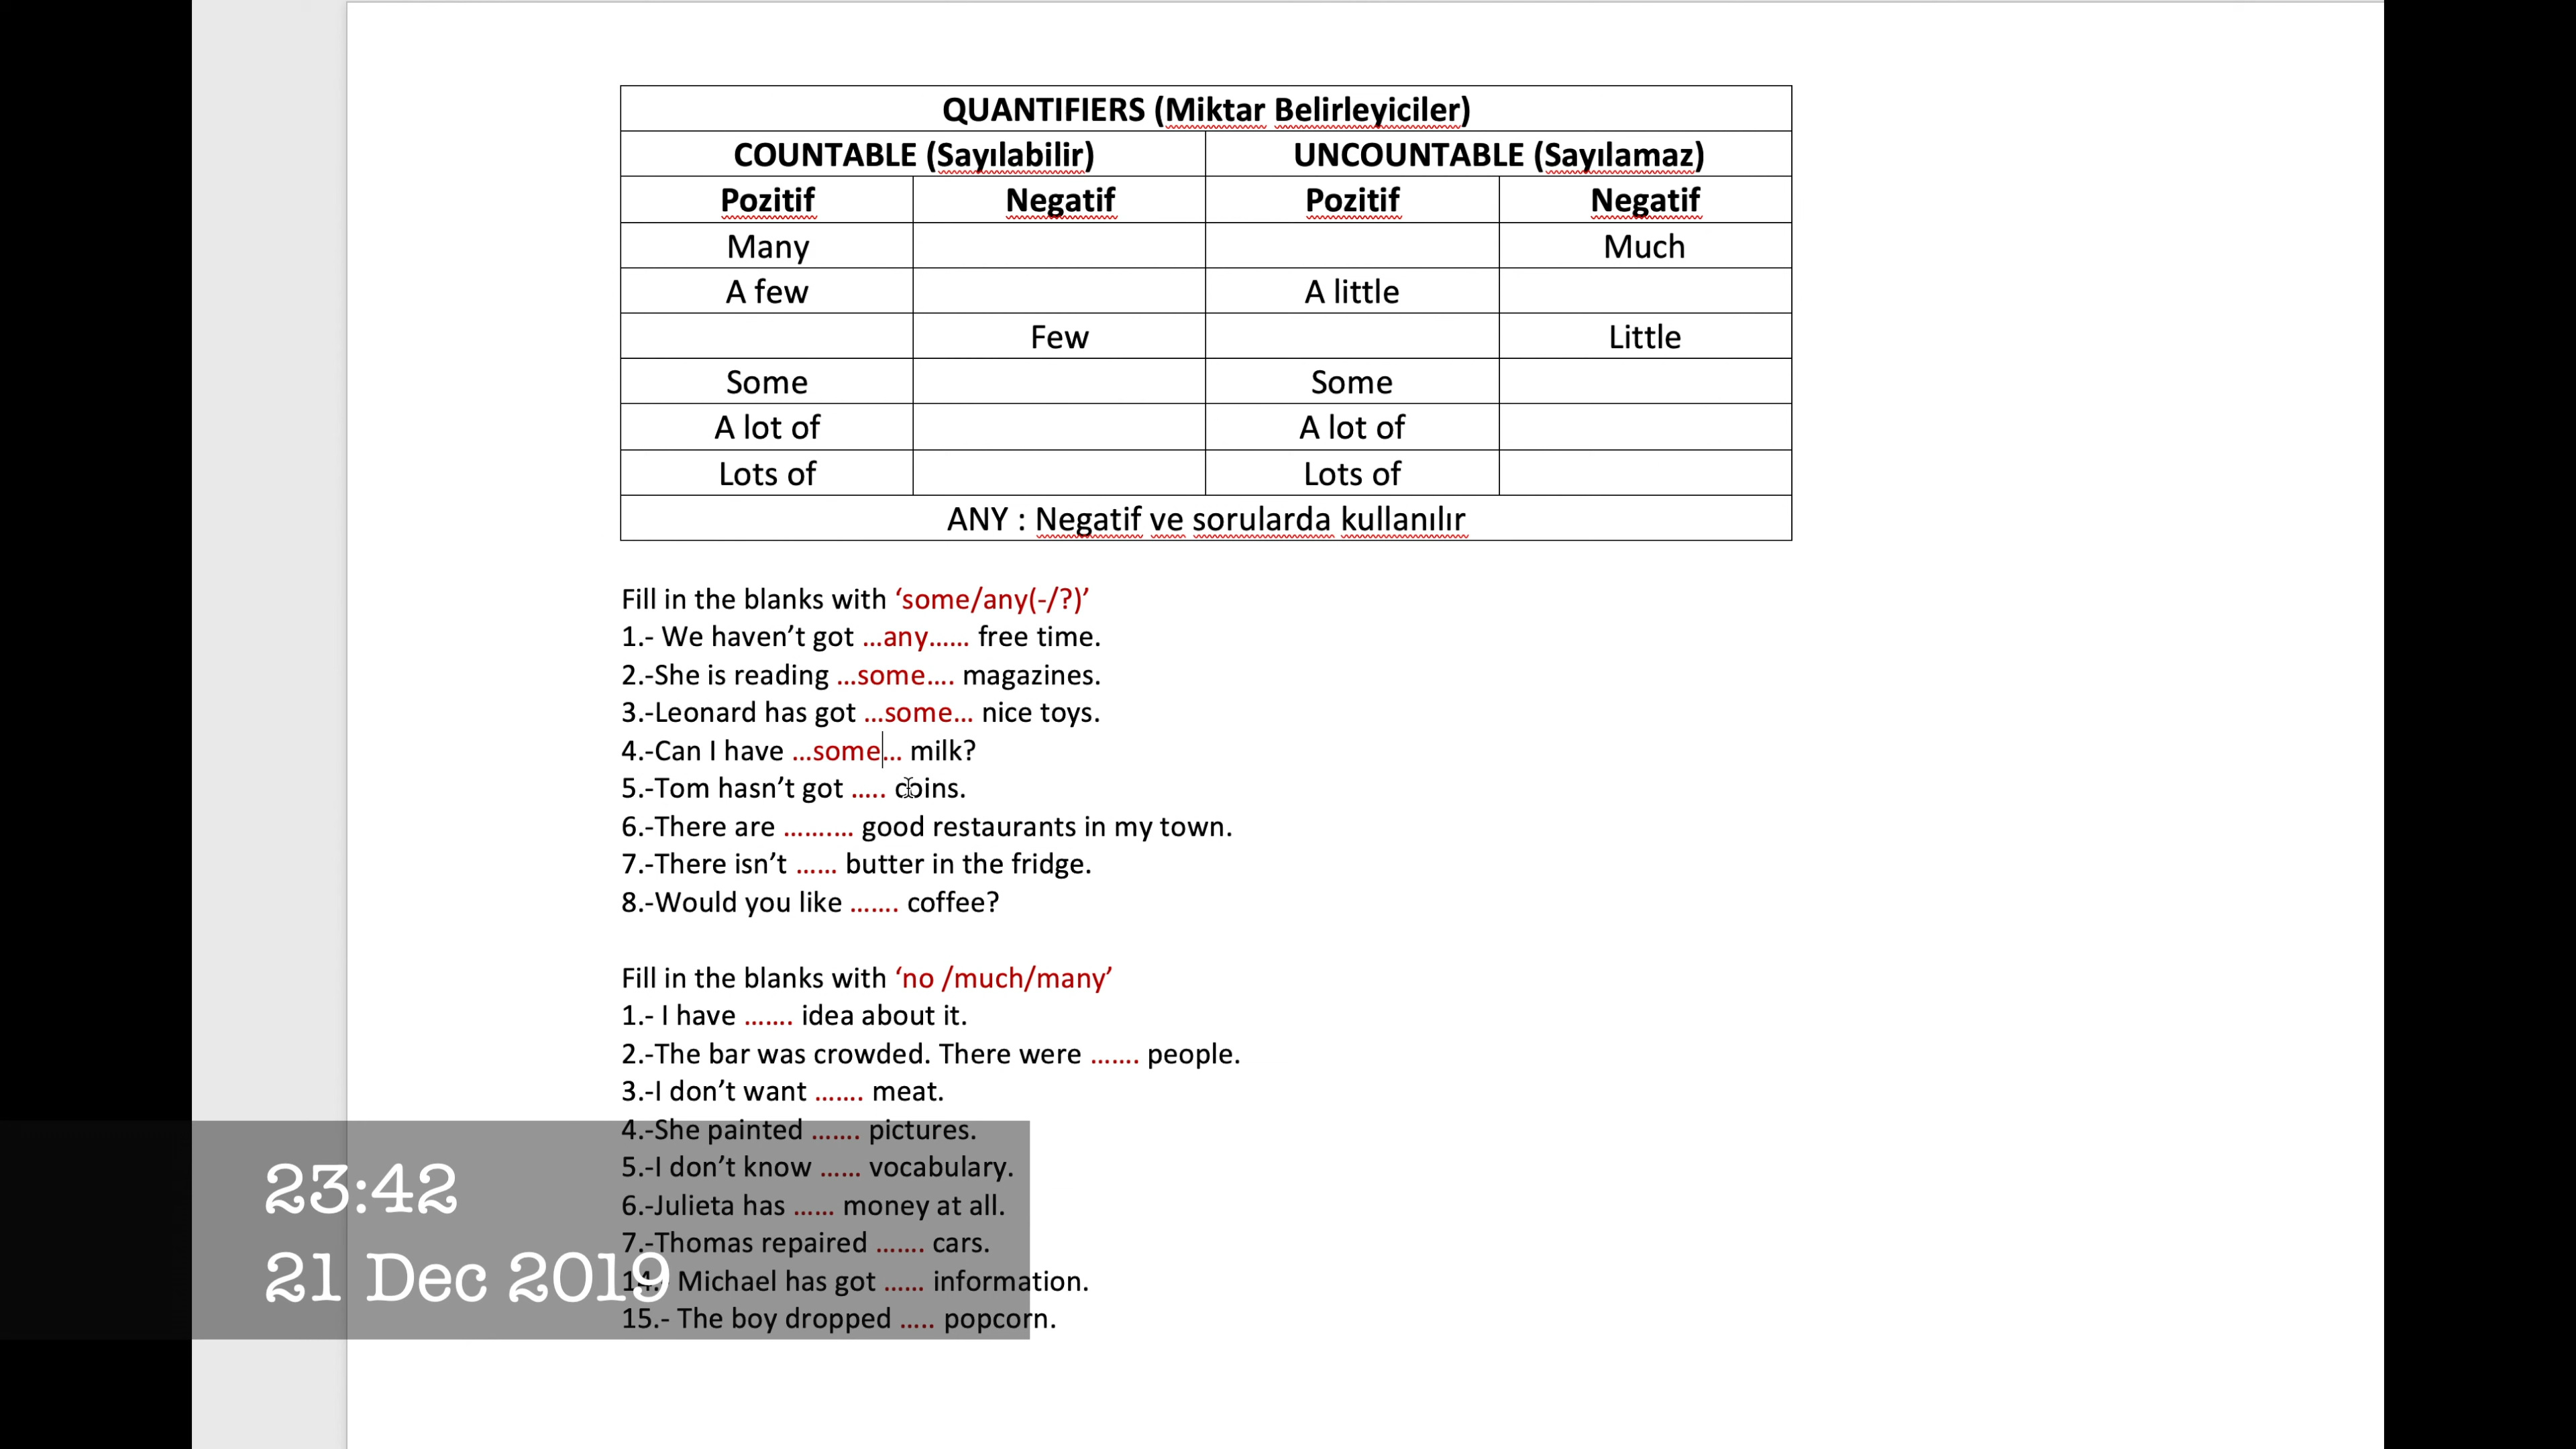 QUANTIFIERS (Miktar Belirleyiciler)
COUNTABLE (Sayılabilir) UNCOUNTABLE (Sayılamaz)
Pozitif Negatif Pozitif Negatif
Many Much
A few A little
Few Little
Some Some
A lot of A lot of
Lots of Lots of
ANY : Negatif ve sorularda kullanılır
Fill in the blanks with ‘some/any(-/?)’
1.- We haven’t got …any…… free time.
2.-She is reading …some…. magazines.
3.-Leonard has got …some… nice toys.
4.-Can I have …some… milk?
5.-Tom hasn’t got ….. coins.
6.-There are …….… good restaurants in my town.
7.-There isn’t …… butter in the fridge.
8.-Would you like ……. coffee?
Fill in the blanks with ‘no /much/many’
1.- I have ……. idea about it.
2.-The bar was crowded. There were ……. people.
3.-I don’t want ……. meat.
4.-She painted ……. pictures.
5.-I don’t know …… vocabulary.
6.-Julieta has …… money at all.
7.-Thomas repaired ……. cars.
14.- Michael has got …… information.
15.- The boy dropped ….. popcorn.
23:42
21 Dec 2019